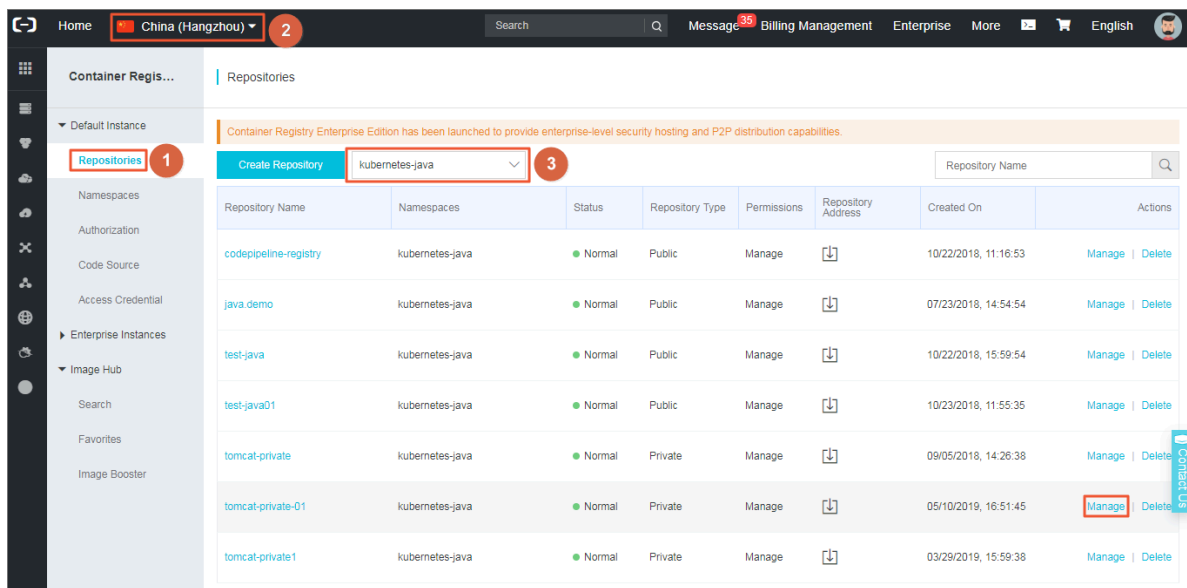 Home China (Hangzhou) 2 Search Message 35 Billing Management Enterprise More English
Container Regis... Repositories
Default Instance
Container Registry Enterprise Edition has been launched to provide enterprise-level security hosting and P2P distribution capabilities.
Repositories 1 Create Repository kubernetes-java 3 Repository Name
Namespaces
Authorization
Code Source
Access Credential
Enterprise Instances
Image Hub
Search
Favorites
Image Booster
Repository Name Namespaces Status Repository Type Permissions Repository Address Created On Actions
codepipeline-registry kubernetes-java Normal Public Manage 10/22/2018, 11:16:53 Manage | Delete
java.demo kubernetes-java Normal Public Manage 07/23/2018, 14:54:54 Manage | Delete
test-java kubernetes-java Normal Public Manage 10/22/2018, 15:59:54 Manage | Delete
test-java01 kubernetes-java Normal Public Manage 10/23/2018, 11:55:35 Manage | Delete
tomcat-private kubernetes-java Normal Private Manage 09/05/2018, 14:26:38 Manage | Delete
tomcat-private-01 kubernetes-java Normal Private Manage 05/10/2019, 16:51:45 Manage | Delete
tomcat-private1 kubernetes-java Normal Private Manage 03/29/2019, 15:59:38 Manage | Delete
Contact Us